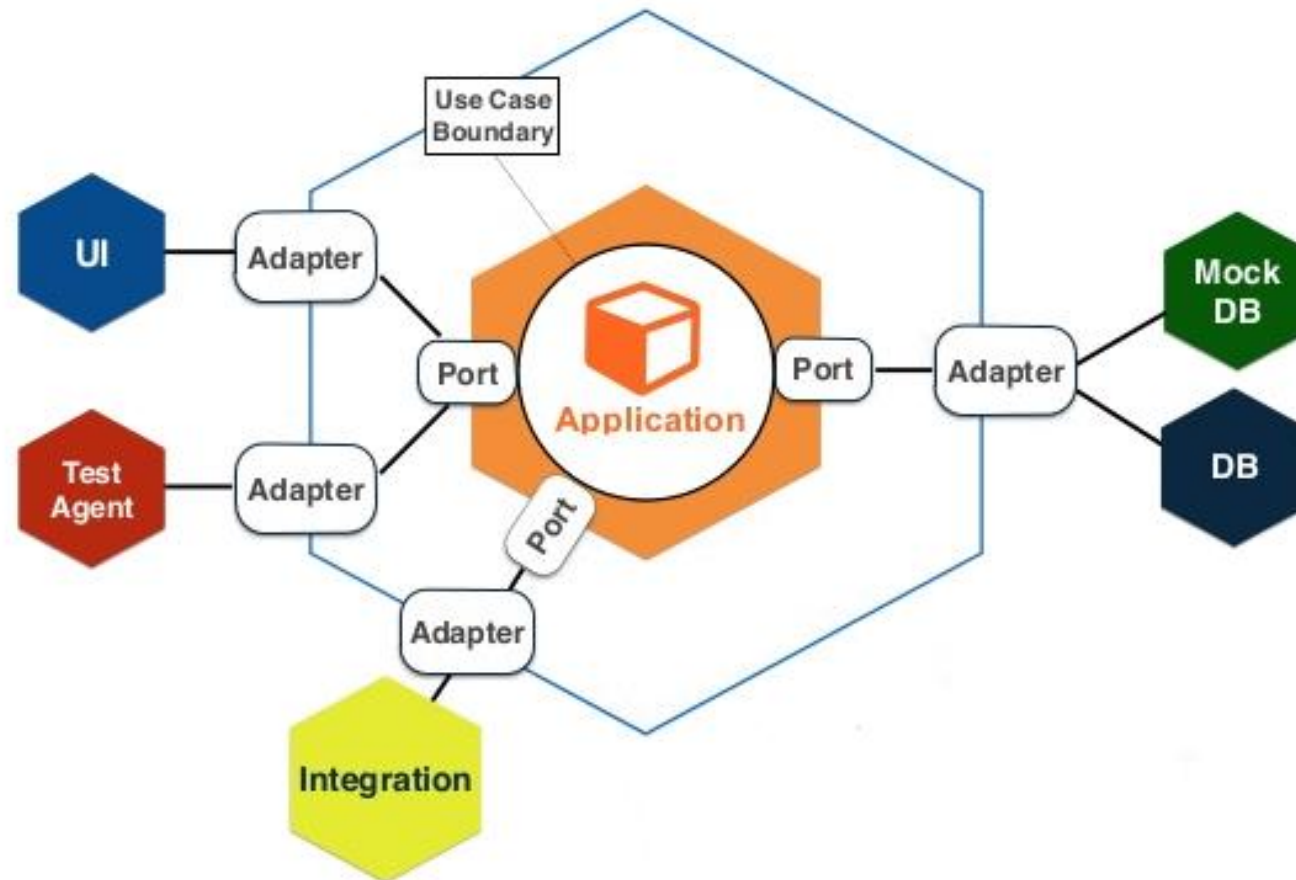 Use Case
Boundary
UI
Adapter
Mock
DB
Port
Port
Adapter
Application
Test
Agent
Adapter
DB
Port
Adapter
Integration